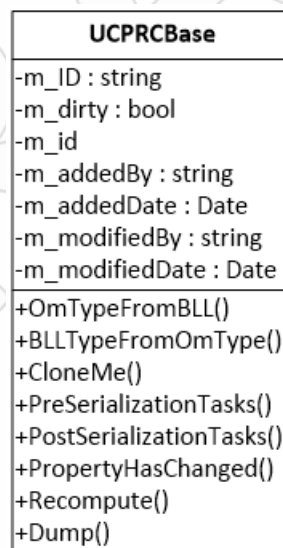 UCPRCBase
-m_ID : string
-m_dirty : bool
-m_id
-m_addedBy : string
-m_addedDate : Date
-m_modifiedBy : string
-m_modifiedDate : Date
+OmTypeFromBLL()
+BLLTypeFromOmType()
+CloneMe()
+PreSerializationTasks()
+PostSerializationTasks()
+PropertyHasChanged()
+Recompute()
+Dump()